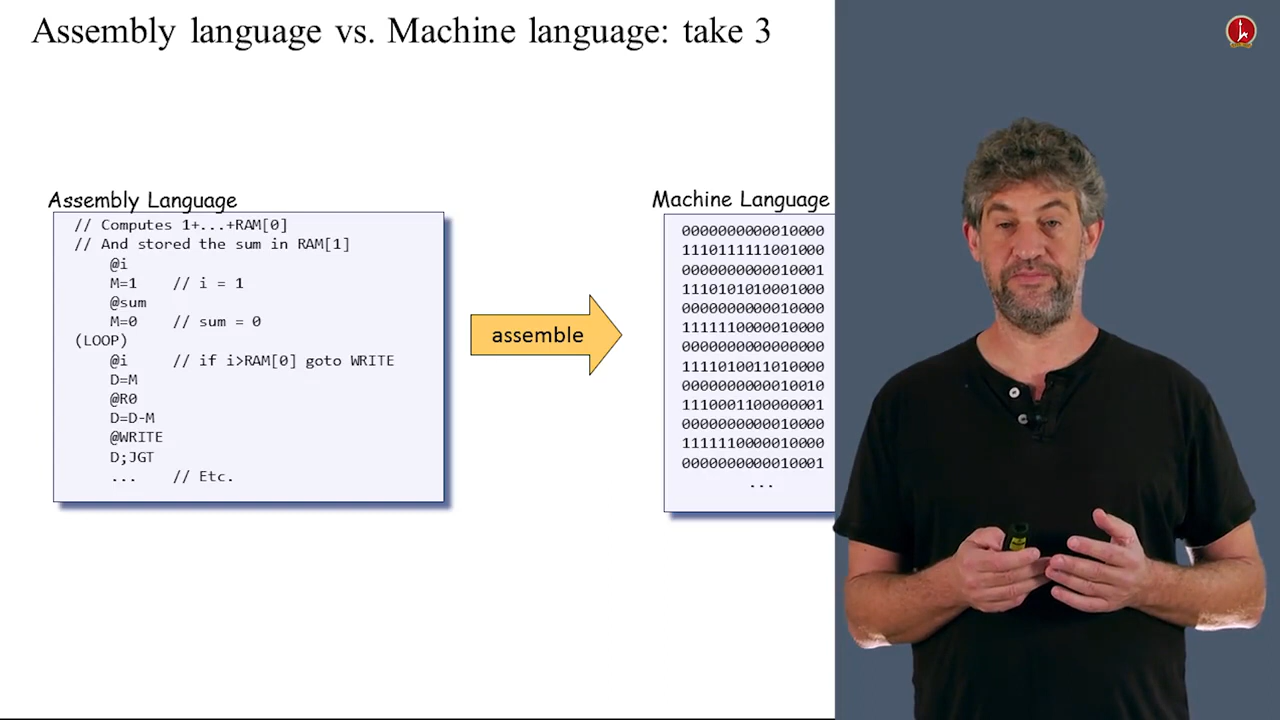 Assembly language vs. Machine language: take 3
Assembly Language
// Computes 1+...+RAM[0]
// And stored the sum in RAM[1]
@i
M=1 // i = 1
@sum
M=0 // sum = 0
(LOOP)
@i // if i>RAM[0] goto WRITE
D=M
@R0
D=D-M
@WRITE
D;JGT
... // Etc.
assemble
Machine Language
0000000000010000
1110111111001000
0000000000010001
1110101010001000
0000000000010000
1111110000010000
0000000000000000
1111010011010000
0000000000010010
1110001100000001
0000000000010000
1111110000010000
0000000000010001
...